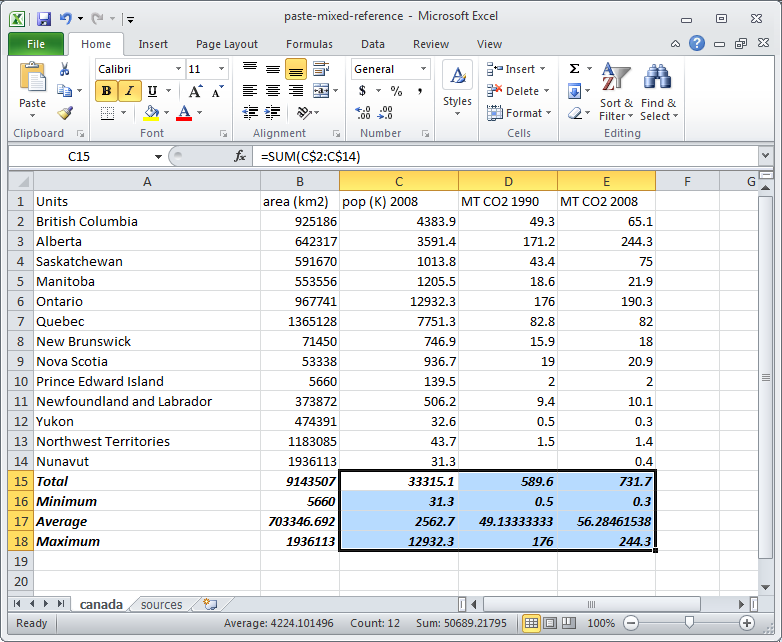 paste-mixed-reference - Microsoft Excel
File Home Insert Page Layout Formulas Data Review View
Calibri 11 General Insert Σ
Paste B I U A A $ % , Styles Delete Sort & Filter Find & Select
A .00 .0 Format
Clipboard Font Alignment Number Cells Editing
C15 fx =SUM(C$2:C$14)
A B C D E F G
1 Units area (km2) pop (K) 2008 MT CO2 1990 MT CO2 2008
2 British Columbia 925186 4383.9 49.3 65.1
3 Alberta 642317 3591.4 171.2 244.3
4 Saskatchewan 591670 1013.8 43.4 75
5 Manitoba 553556 1205.5 18.6 21.9
6 Ontario 967741 12932.3 176 190.3
7 Quebec 1365128 7751.3 82.8 82
8 New Brunswick 71450 746.9 15.9 18
9 Nova Scotia 53338 936.7 19 20.9
10 Prince Edward Island 5660 139.5 2 2
11 Newfoundland and Labrador 373872 506.2 9.4 10.1
12 Yukon 474391 32.6 0.5 0.3
13 Northwest Territories 1183085 43.7 1.5 1.4
14 Nunavut 1936113 31.3 0.4
15 Total 9143507 33315.1 589.6 731.7
16 Minimum 5660 31.3 0.5 0.3
17 Average 703346.692 2562.7 49.13333333 56.28461538
18 Maximum 1936113 12932.3 176 244.3
19
20
canada sources
Ready Average: 4224.101496 Count: 12 Sum: 50689.21795 100%